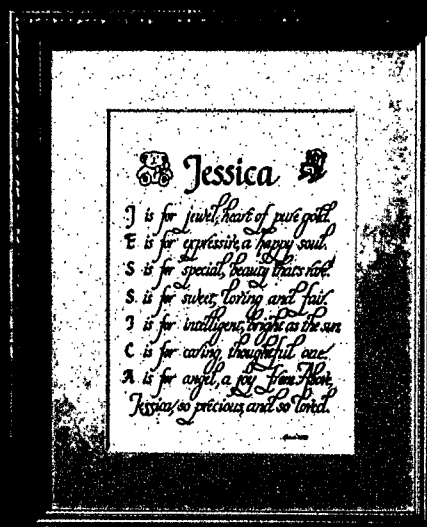 Jessica
J is for jewel, heart of pure gold.
E is for expressive, a happy soul.
S is for special, beauty that's rare.
S is for sweet, loving and fair.
I is for intelligent, bright as the sun,
C is for caring, thoughtful one.
A is for angel, a joy from Above,
Jessica, so precious, and so loved.